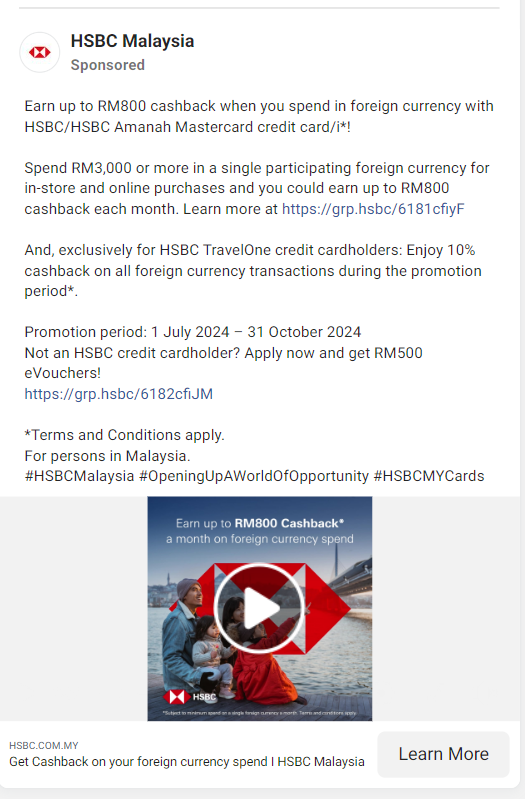 HSBC Malaysia
Sponsored
Earn up to RM800 cashback when you spend in foreign currency with
HSBC/HSBC Amanah Mastercard credit card/i*!
Spend RM3,000 or more in a single participating foreign currency for
in-store and online purchases and you could earn up to RM800
cashback each month. Learn more at https://grp.hsbc/6181cfiyF
And, exclusively for HSBC TravelOne credit cardholders: Enjoy 10%
cashback on all foreign currency transactions during the promotion
period*.
Promotion period: 1 July 2024 – 31 October 2024
Not an HSBC credit cardholder? Apply now and get RM500
eVouchers!
https://grp.hsbc/6182cfiJM
*Terms and Conditions apply.
For persons in Malaysia.
#HSBCMalaysia #OpeningUpAWorldOfOpportunity #HSBCMYCards
Earn up to RM800 Cashback*
a month on foreign currency spend
HSBC
*Subject to minimum spend on a single foreign currency a month. Terms and conditions apply.
HSBC.COM.MY
Get Cashback on your foreign currency spend I HSBC Malaysia
Learn More